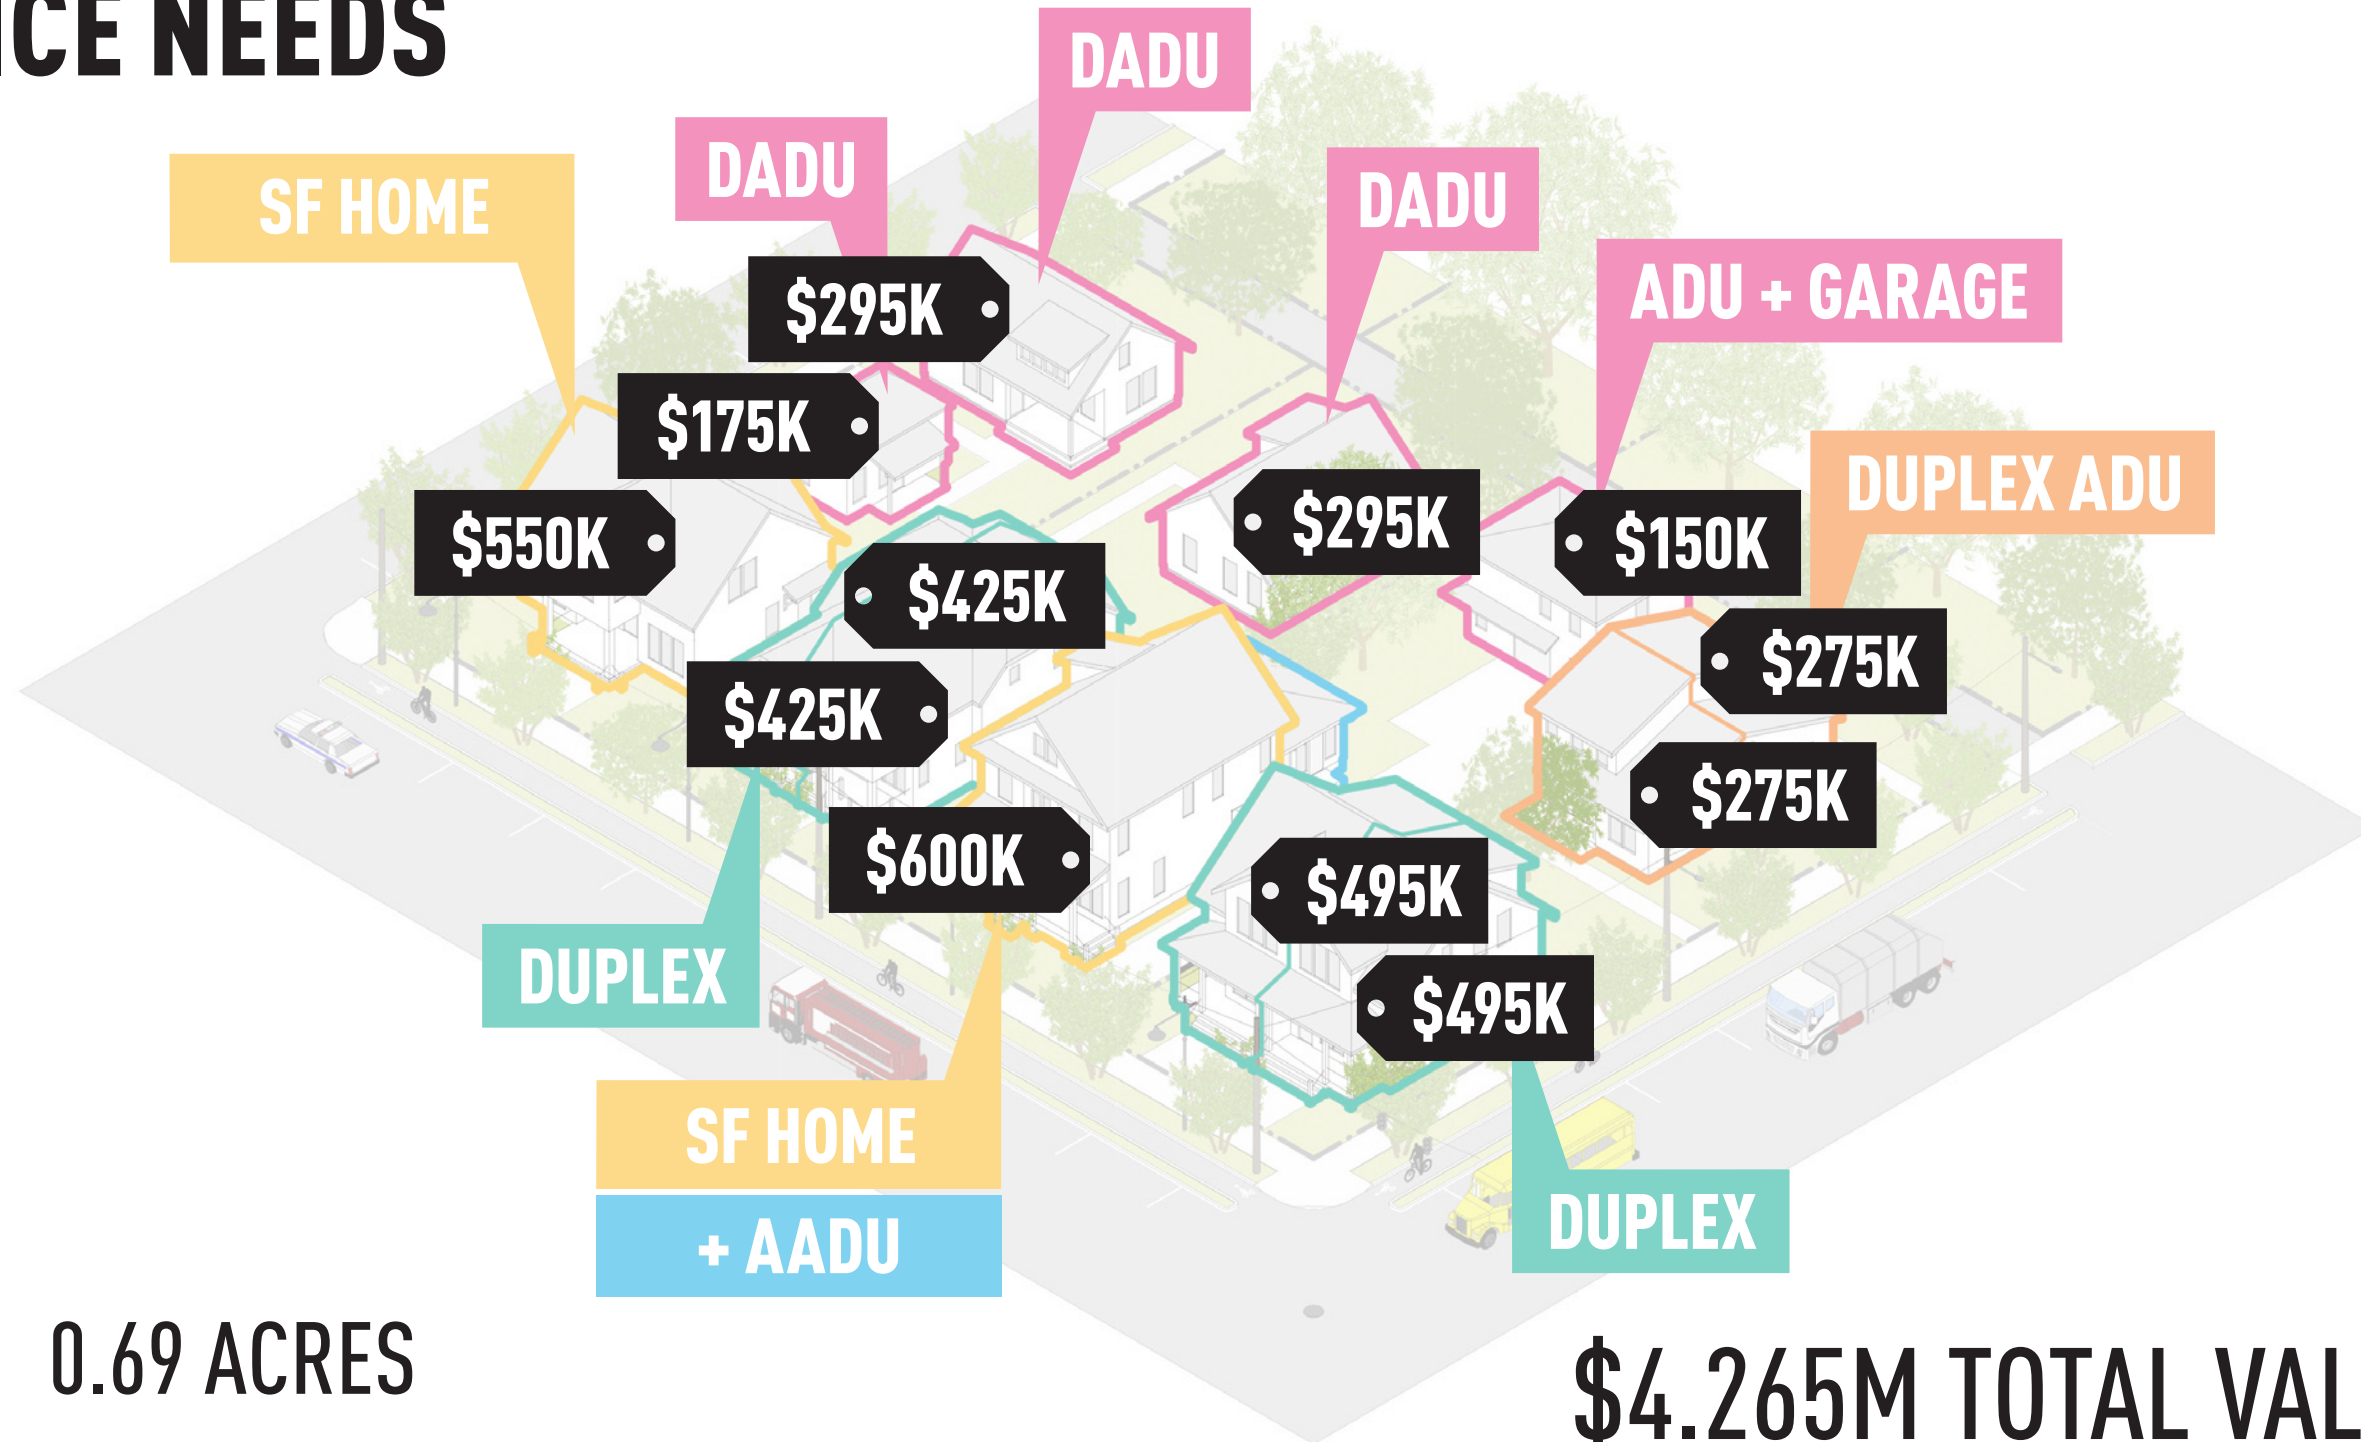 ICE NEEDS
DADU
DADU
SF HOME
DADU
ADU + GARAGE
$295K
$175K
DUPLEX ADU
$550K
$295K
$150K
$425K
$275K
$425K
$275K
$600K
$495K
$495K
DUPLEX
SF HOME
+ AADU
DUPLEX
0.69 ACRES
$4.265M TOTAL VAL